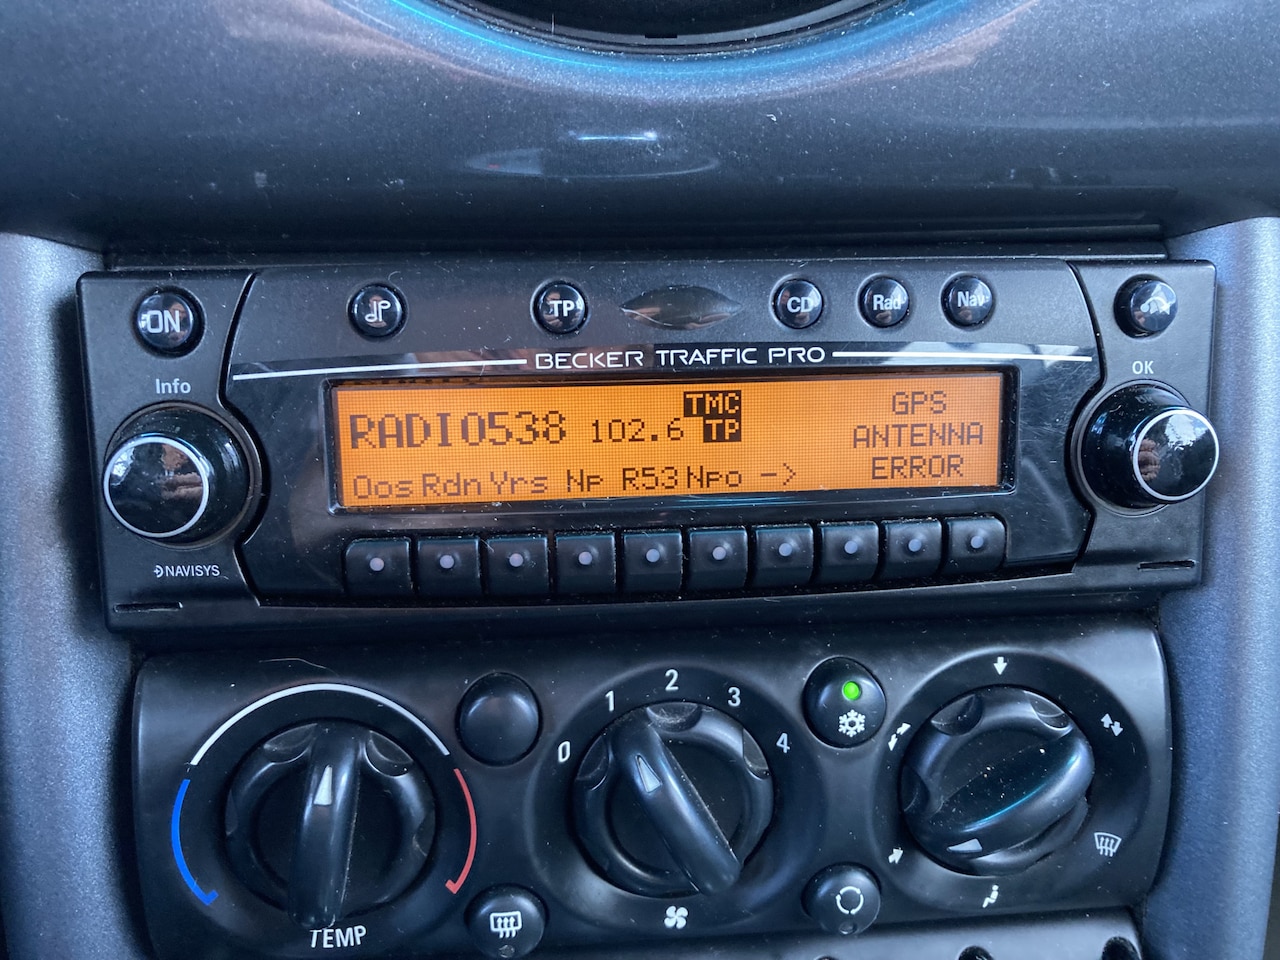 ON
TP
CD
Rad
Nav
Info
BECKER TRAFFIC PRO
OK
RADIO538 102.6 TMC TP
GPS
ANTENNA
ERROR
Oos Rdn Yrs Np R53 Npo ->
NAVISYS
0 1 2 3 4
TEMP